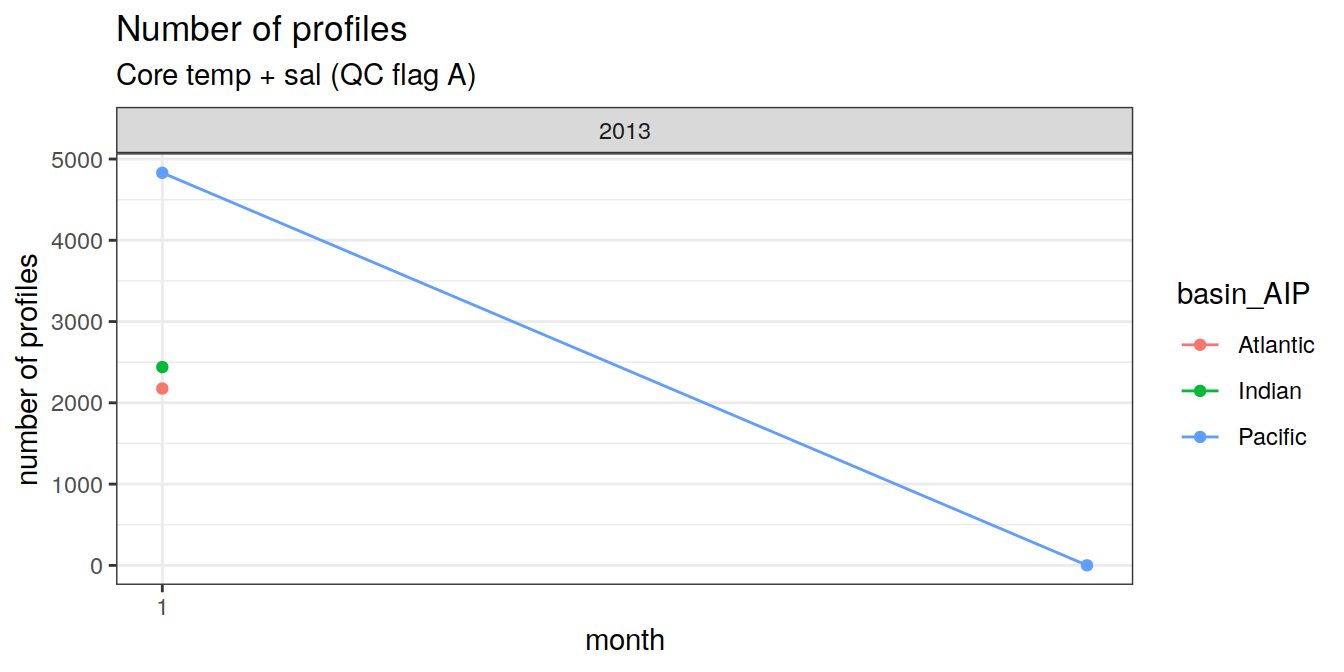 Number of profiles
Core temp + sal (QC flag A)
2013
number of profiles
5000
4000
3000
2000
1000
0
1
month
basin_AIP
Atlantic
Indian
Pacific